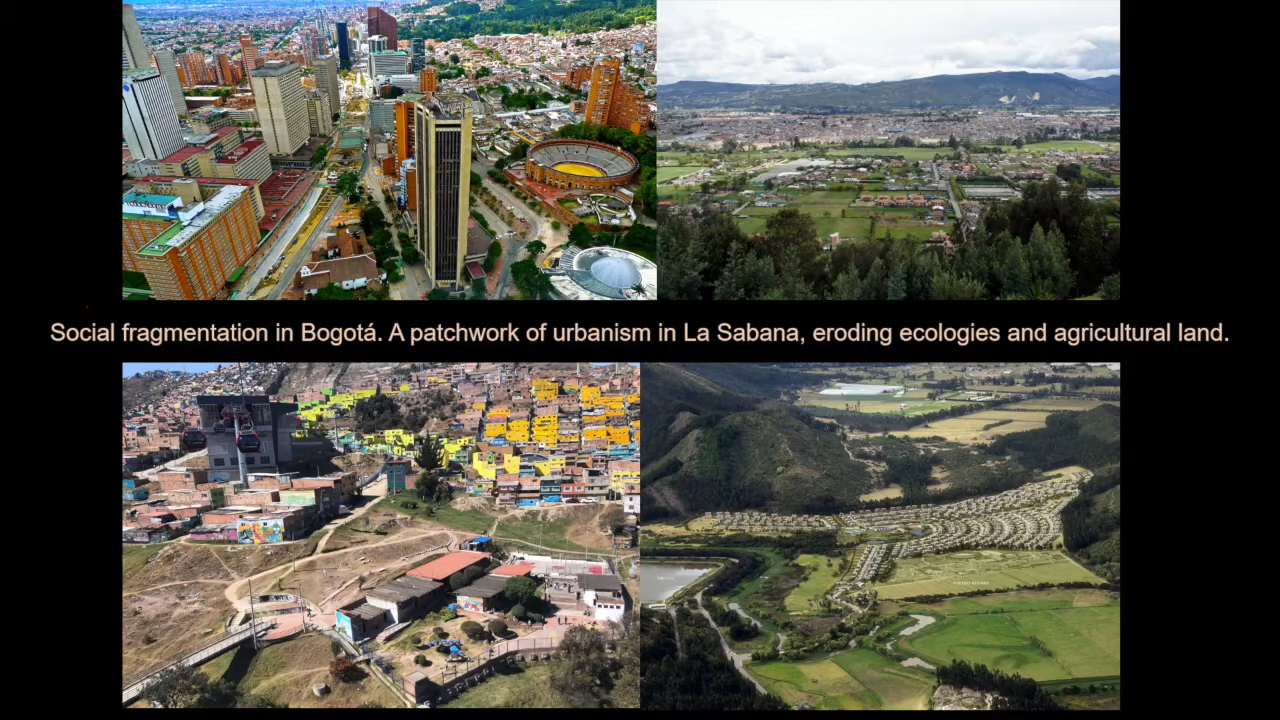 Social fragmentation in Bogotá. A patchwork of urbanism in La Sabana, eroding ecologies and agricultural land.